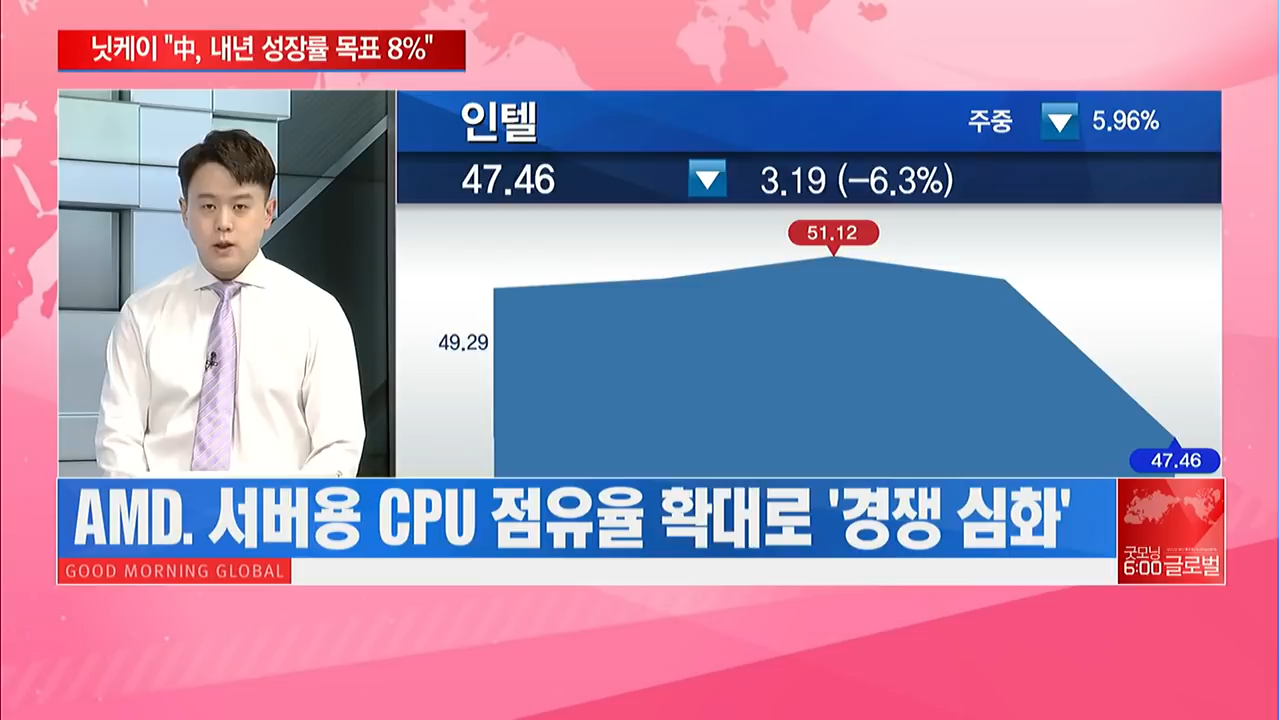 닛케이 "中, 내년 성장률 목표 8%"
인텔
주중 ▼ 5.96%
47.46 ▼ 3.19 (–6.3%)
51.12
49.29
47.46
AMD. 서버용 CPU 점유율 확대로 '경쟁 심화'
GOOD MORNING GLOBAL
굿모닝
6:00 글로벌